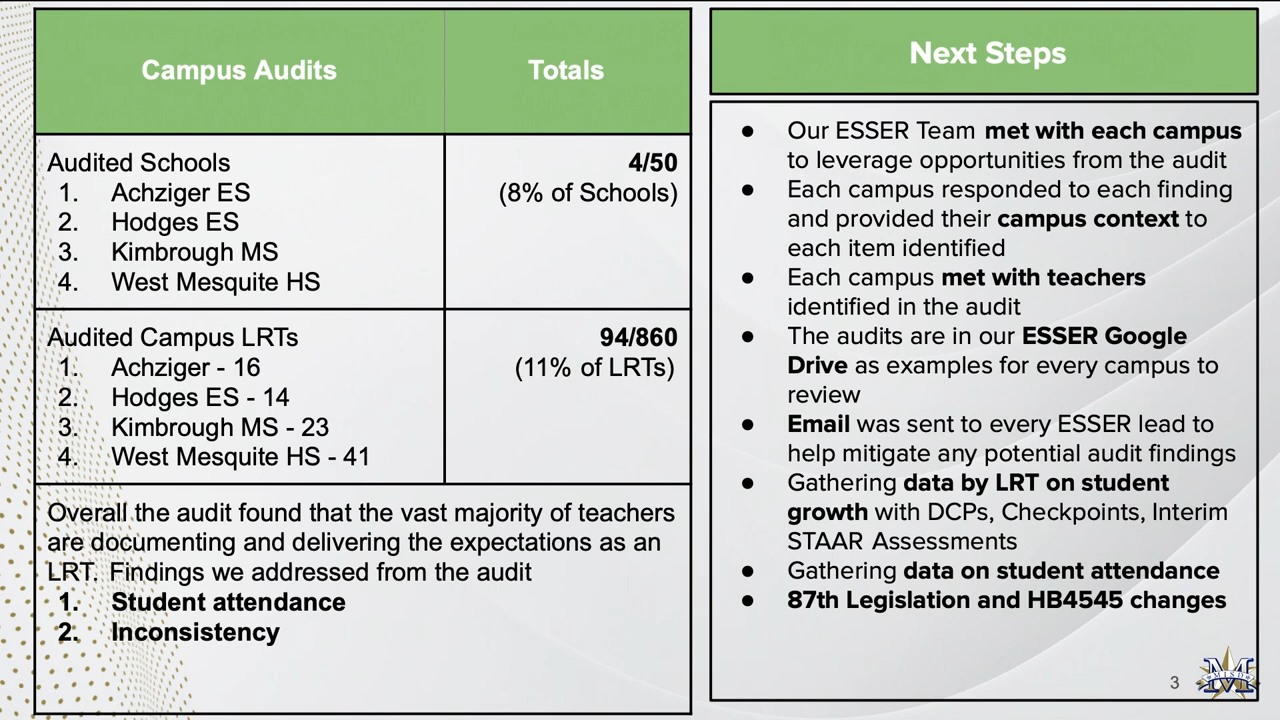 Campus Audits
Totals
Audited Schools
1. Achziger ES
2. Hodges ES
3. Kimbrough MS
4. West Mesquite HS
4/50
(8% of Schools)
Audited Campus LRTs
1. Achziger - 16
2. Hodges ES - 14
3. Kimbrough MS - 23
4. West Mesquite HS - 41
94/860
(11% of LRTs)
Overall the audit found that the vast majority of teachers
are documenting and delivering the expectations as an
LRT. Findings we addressed from the audit
1. Student attendance
2. Inconsistency
Next Steps
● Our ESSER Team met with each campus
to leverage opportunities from the audit
● Each campus responded to each finding
and provided their campus context to
each item identified
● Each campus met with teachers
identified in the audit
● The audits are in our ESSER Google
Drive as examples for every campus to
review
● Email was sent to every ESSER lead to
help mitigate any potential audit findings
● Gathering data by LRT on student
growth with DCPs, Checkpoints, Interim
STAAR Assessments
● Gathering data on student attendance
● 87th Legislation and HB4545 changes
3
M
MISD